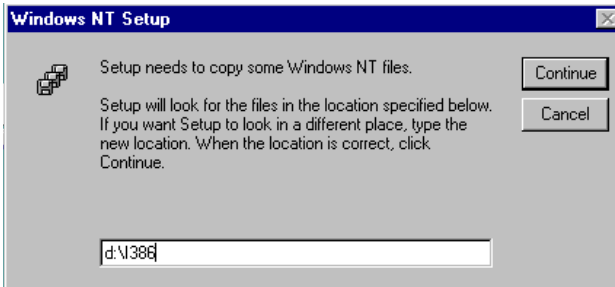 Windows NT Setup
Setup needs to copy some Windows NT files.
Continue
Setup will look for the files in the location specified below.
If you want Setup to look in a different place, type the
new location. When the location is correct, click
Continue.
Cancel
d:\I386